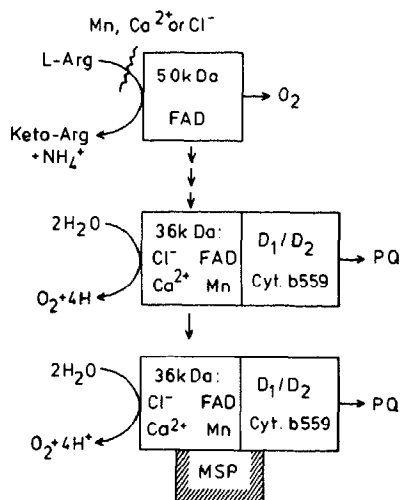 Mn, Ca²⁺ or Cl⁻
L-Arg
50kDa
FAD
O₂
Keto-Arg
+NH₄⁺
2H₂O
36kDa:
Cl⁻ FAD
Ca²⁺ Mn
D₁/D₂
Cyt. b559
PQ
O₂+4H
2H₂O
36kDa:
Cl⁻ FAD
Ca²⁺ Mn
D₁/D₂
Cyt. b559
PQ
O₂+4H⁺
MSP